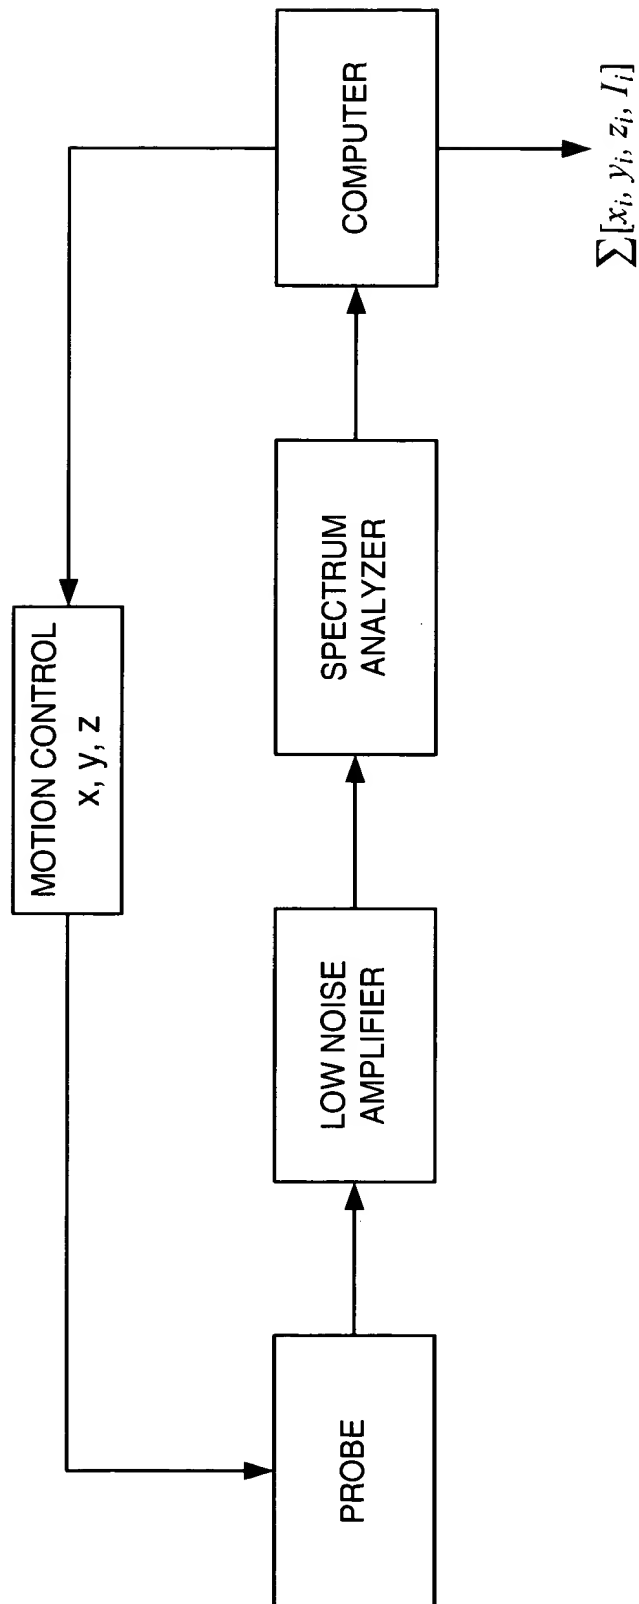 MOTION CONTROL
x, y, z
PROBE
LOW NOISE
AMPLIFIER
SPECTRUM
ANALYZER
COMPUTER
∑[xᵢ, yᵢ, zᵢ, Iᵢ]